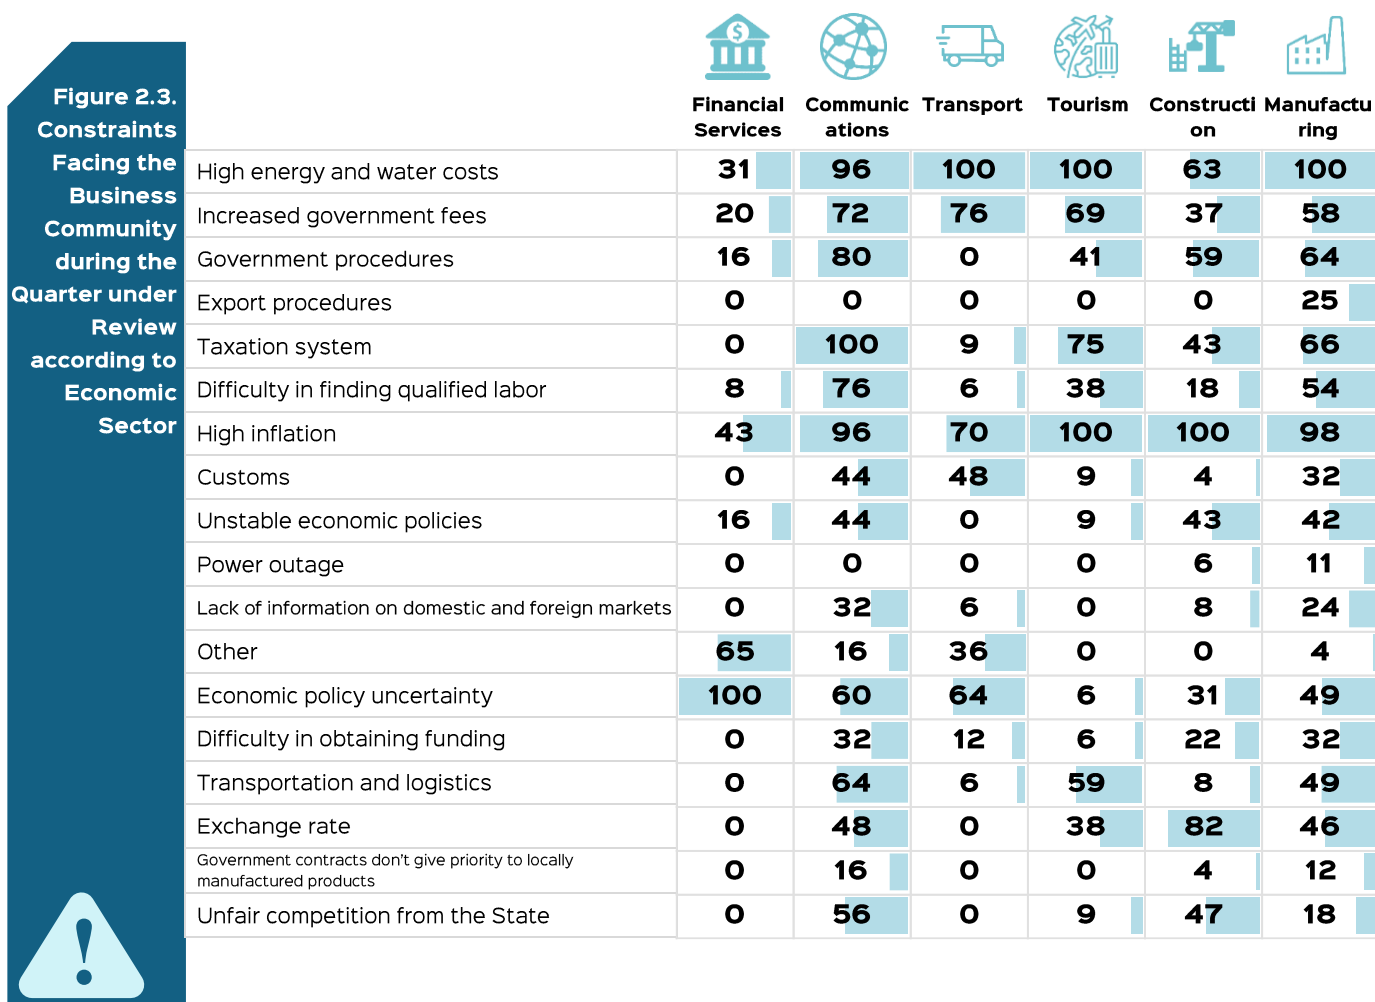 Figure 2.3.
Constraints
Facing the
Business
Community
during the
Quarter under
Review
according to
Economic
Sector
$
Financial Services Communic ations Transport Tourism Constructi on Manufactu ring
High energy and water costs 31 96 100 100 63 100
Increased government fees 20 72 76 69 37 58
Government procedures 16 80 0 41 59 64
Export procedures 0 0 0 0 0 25
Taxation system 0 100 9 75 43 66
Difficulty in finding qualified labor 8 76 6 38 18 54
High inflation 43 96 70 100 100 98
Customs 0 44 48 9 4 32
Unstable economic policies 16 44 0 9 43 42
Power outage 0 0 0 0 6 11
Lack of information on domestic and foreign markets 0 32 6 0 8 24
Other 65 16 36 0 0 4
Economic policy uncertainty 100 60 64 6 31 49
Difficulty in obtaining funding 0 32 12 6 22 32
Transportation and logistics 0 64 6 59 8 49
Exchange rate 0 48 0 38 82 46
Government contracts don't give priority to locally
manufactured products 0 16 0 0 4 12
Unfair competition from the State 0 56 0 9 47 18
!